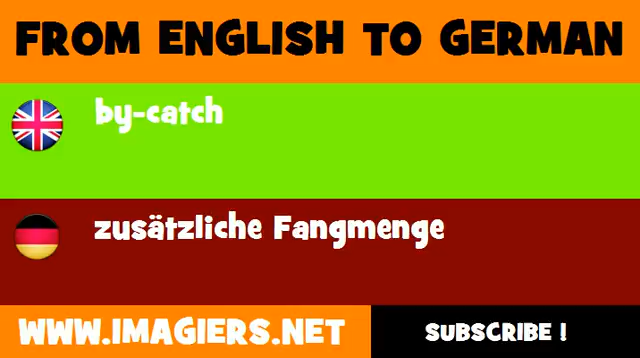 FROM ENGLISH TO GERMAN
by-catch
zusätzliche Fangmenge
WWW.IMAGIERS.NET
SUBSCRIBE !